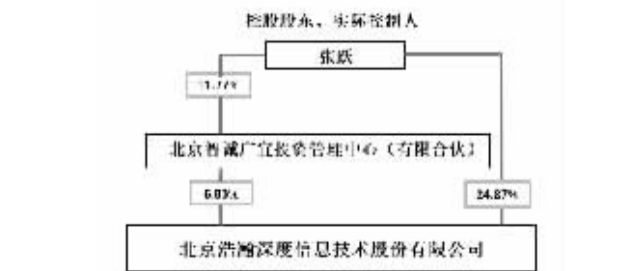 控股股东、实际控制人
张跃
北京智诚广宜投资管理中心（有限合伙）
24.87%
北京浩瀚深度信息技术股份有限公司